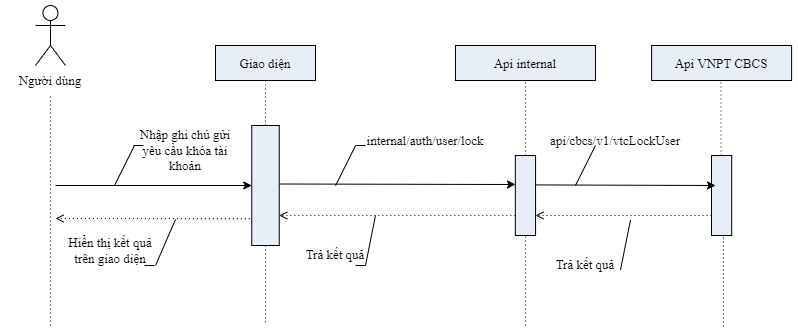 Người dùng
Giao diện
Api internal
Api VNPT CBCS
Nhập ghi chú gửi
yêu cầu khóa tài
khoản
internal/auth/user/lock
api/cbcs/v1/vtcLockUser
Hiển thị kết quả
trên giao diện
Trả kết quả
Trả kết quả